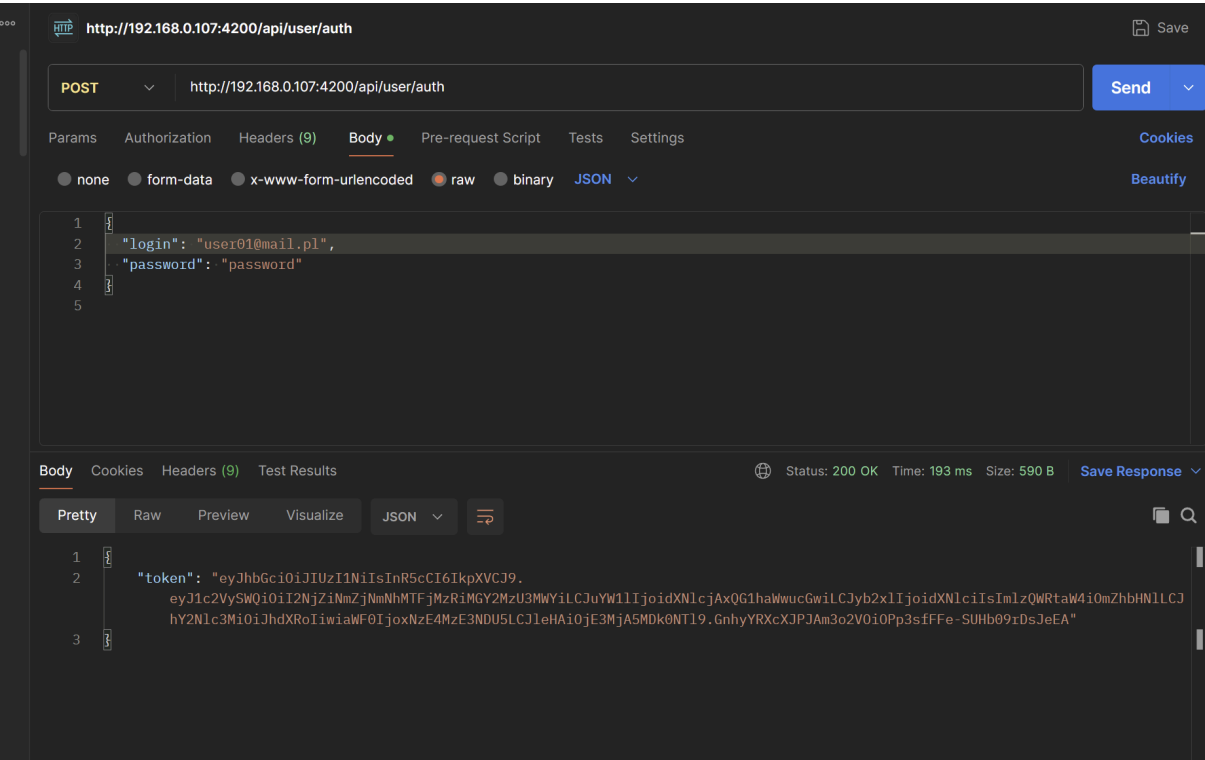 HTTP http://192.168.0.107:4200/api/user/auth Save
POST http://192.168.0.107:4200/api/user/auth Send
Params Authorization Headers (9) Body Pre-request Script Tests Settings Cookies
none form-data x-www-form-urlencoded raw binary JSON Beautify
1 {
2 "login": "user01@mail.pl",
3 "password": "password"
4 }
5
Body Cookies Headers (9) Test Results Status: 200 OK Time: 193 ms Size: 590 B Save Response
Pretty Raw Preview Visualize JSON
1 {
2 "token": "eyJhbGciOiJIUzI1NiIsInR5cCI6IkpXVCJ9.
eyJ1c2VySWQiOiI2NjZiNmZjNmNhMTFjMzRiMGY2MzU3MWYiLCJuYW1lIjoidXNlcjAxQG1haWwucGwiLCJyb2xlIjoidXNlciIsImlzQWRtaW4iOmZhbHNlLCJ
hY2Nlc3MiOiJhdXRoIiwiaWF0IjoxNzE4MzE3NDU5LCJleHAiOjE3MjA5MDk0NTl9.GnhyYRXcXJPJAm3o2VOiOPp3sfFFe-SUHb09rDsJeEA"
3 }